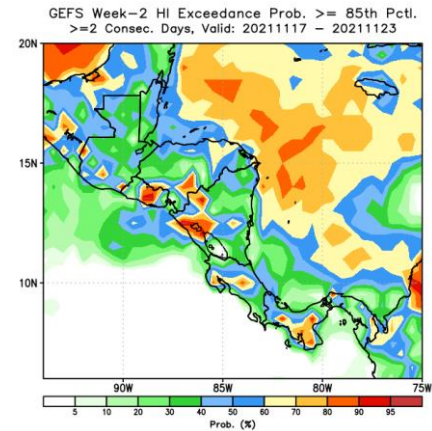 GEFS Week-2 HI Exceedance Prob. >= 85th Pctl.
>=2 Consec. Days, Valid: 20211117 - 20211123
20N
15N
10N
90W 85W 80W 75W
5 10 20 30 40 50 60 70 80 90 95
Prob. (%)